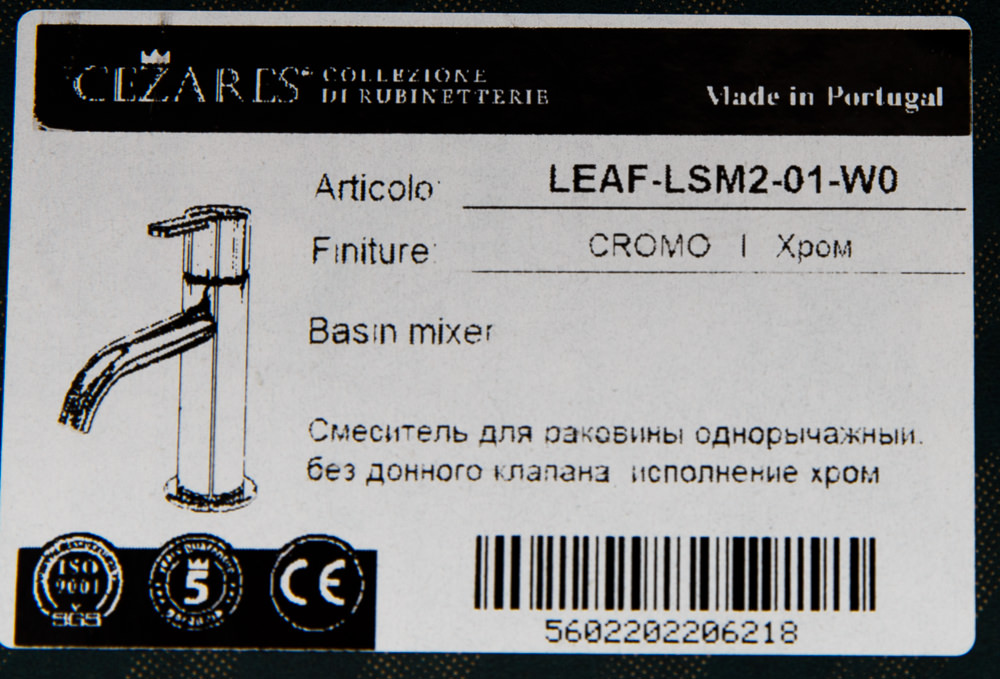 CEZARES® COLLEZIONE
DI RUBINETTERIE
Made in Portugal
Articolo: LEAF-LSM2-01-W0
Finiture: CROMO | Хром
Basin mixer
Смеситель для раковины однорычажный,
без донного клапана, исполнение хром
ISO
9001
SGS
5
CE
5602202206218